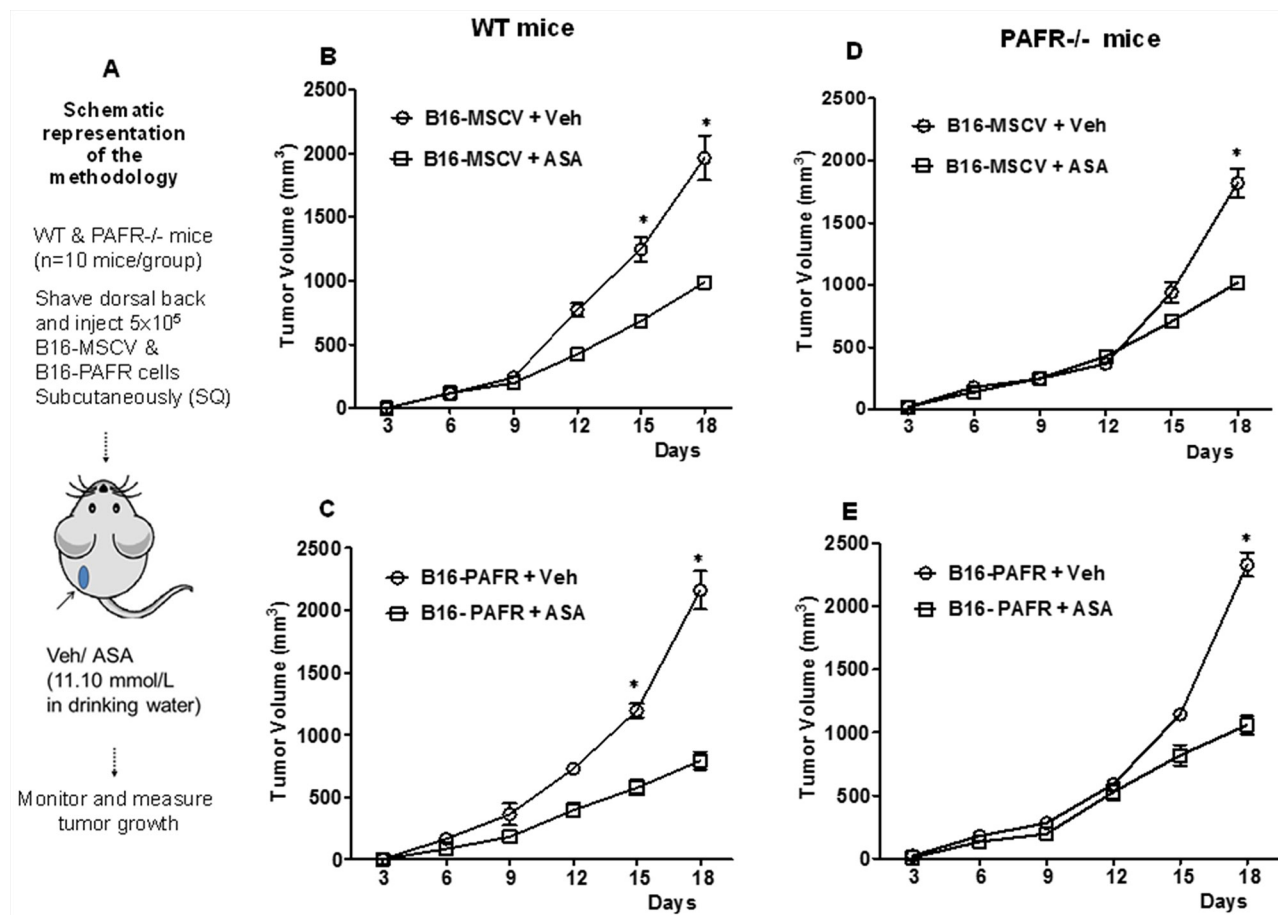 A
Schematic
representation
of the
methodology
WT & PAFR-/- mice
(n=10 mice/group)
Shave dorsal back
and inject 5x10⁵
B16-MSCV &
B16-PAFR cells
Subcutaneously (SQ)
Veh/ ASA
(11.10 mmol/L
in drinking water)
Monitor and measure
tumor growth
WT mice
B
Tumor Volume (mm³)
2500
2000
1500
1000
500
0
B16-MSCV + Veh
B16-MSCV + ASA
*
*
3 6 9 12 15 18
Days
C
Tumor Volume (mm³)
2500
2000
1500
1000
500
0
B16-PAFR + Veh
B16- PAFR + ASA
*
*
3 6 9 12 15 18
Days
PAFR-/- mice
D
Tumor Volume (mm³)
2500
2000
1500
1000
500
0
B16-MSCV + Veh
B16-MSCV + ASA
*
3 6 9 12 15 18
Days
E
Tumor Volume (mm³)
2500
2000
1500
1000
500
0
B16-PAFR + Veh
B16- PAFR + ASA
*
3 6 9 12 15 18
Days